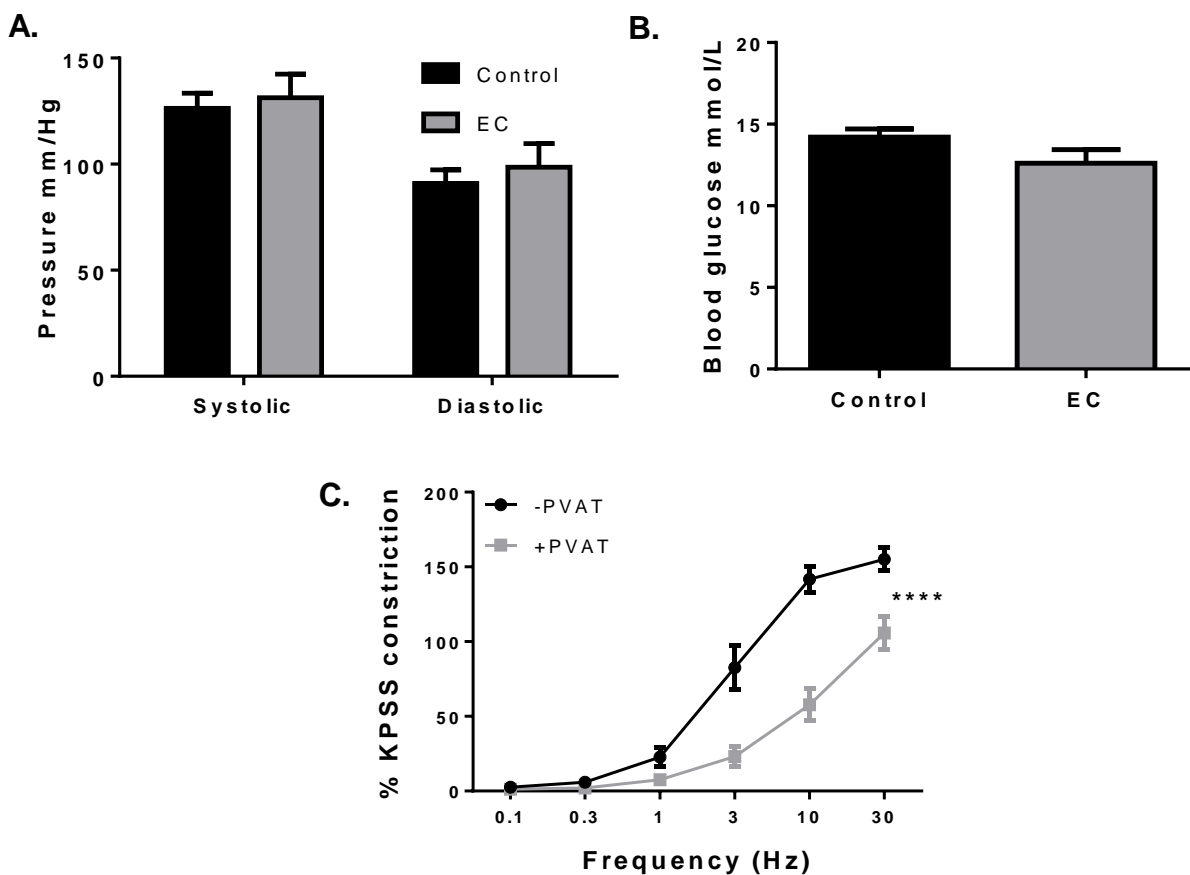 A.
Pressure mm/Hg
150
100
50
0
Control
EC
Systolic
Diastolic
B.
Blood glucose mmol/L
20
15
10
5
0
Control
EC
C.
% KPSS constriction
200
150
100
50
0
-PVAT
+PVAT
****
0.1 0.3 1 3 10 30
Frequency (Hz)